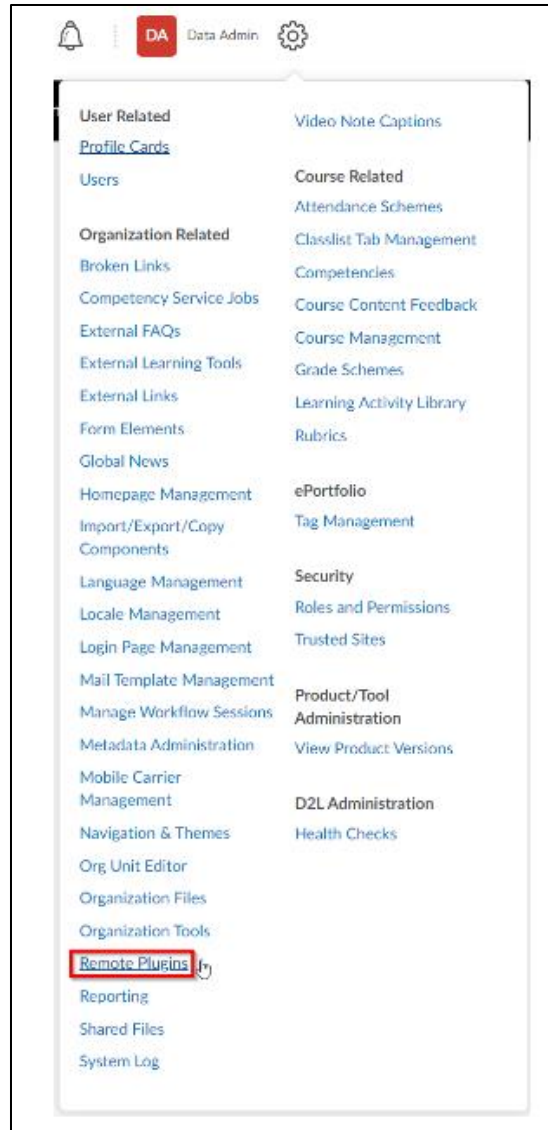 DA Data Admin
User Related
Profile Cards
Users
Organization Related
Broken Links
Competency Service Jobs
External FAQs
External Learning Tools
External Links
Form Elements
Global News
Homepage Management
Import/Export/Copy
Components
Language Management
Locale Management
Login Page Management
Mail Template Management
Manage Workflow Sessions
Metadata Administration
Mobile Carrier
Management
Navigation & Themes
Org Unit Editor
Organization Files
Organization Tools
Remote Plugins
Reporting
Shared Files
System Log
Video Note Captions
Course Related
Attendance Schemes
Classlist Tab Management
Competencies
Course Content Feedback
Course Management
Grade Schemes
Learning Activity Library
Rubrics
ePortfolio
Tag Management
Security
Roles and Permissions
Trusted Sites
Product/Tool
Administration
View Product Versions
D2L Administration
Health Checks